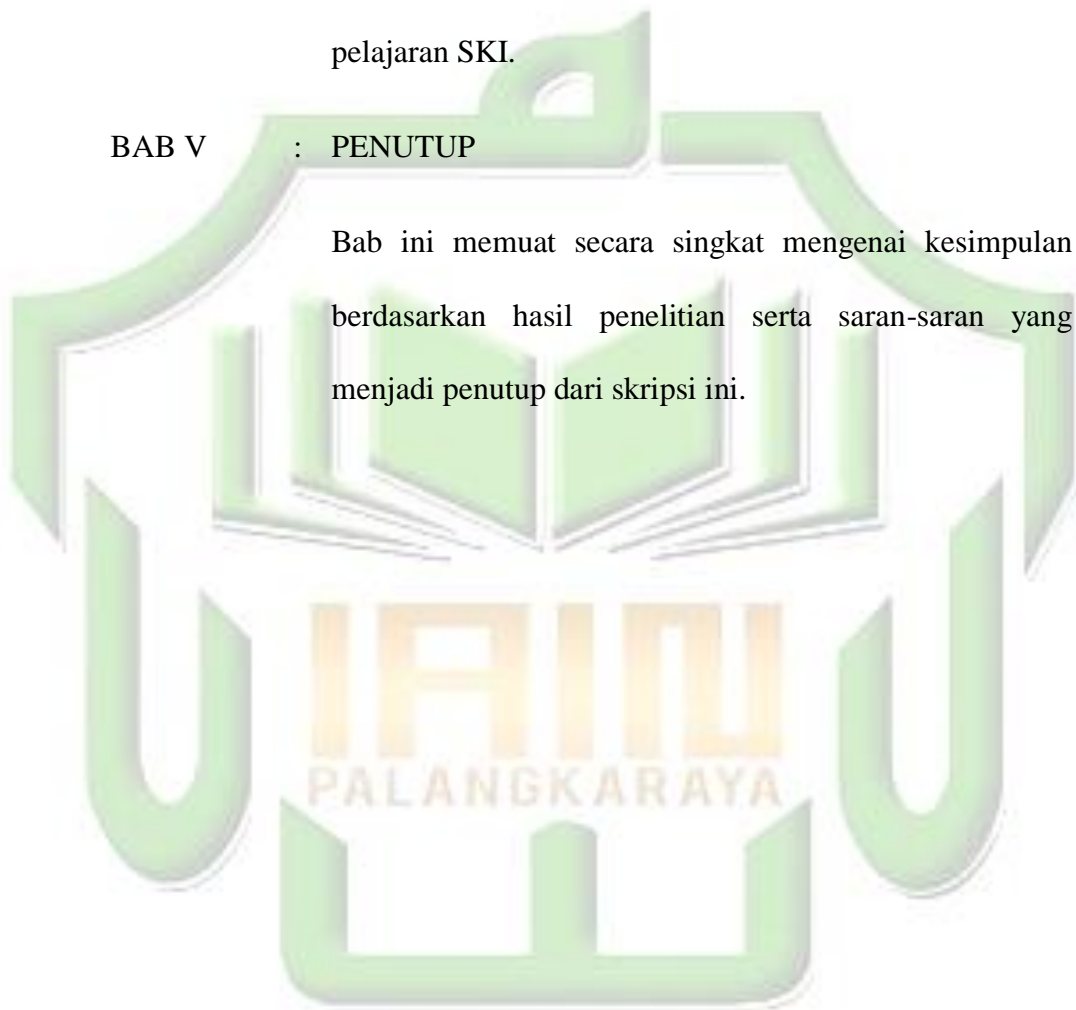 pelajaran SKI.
BAB V : PENUTUP
Bab ini memuat secara singkat mengenai kesimpulan
berdasarkan hasil penelitian serta saran-saran yang
menjadi penutup dari skripsi ini.
IAIN
PALANGKARAYA